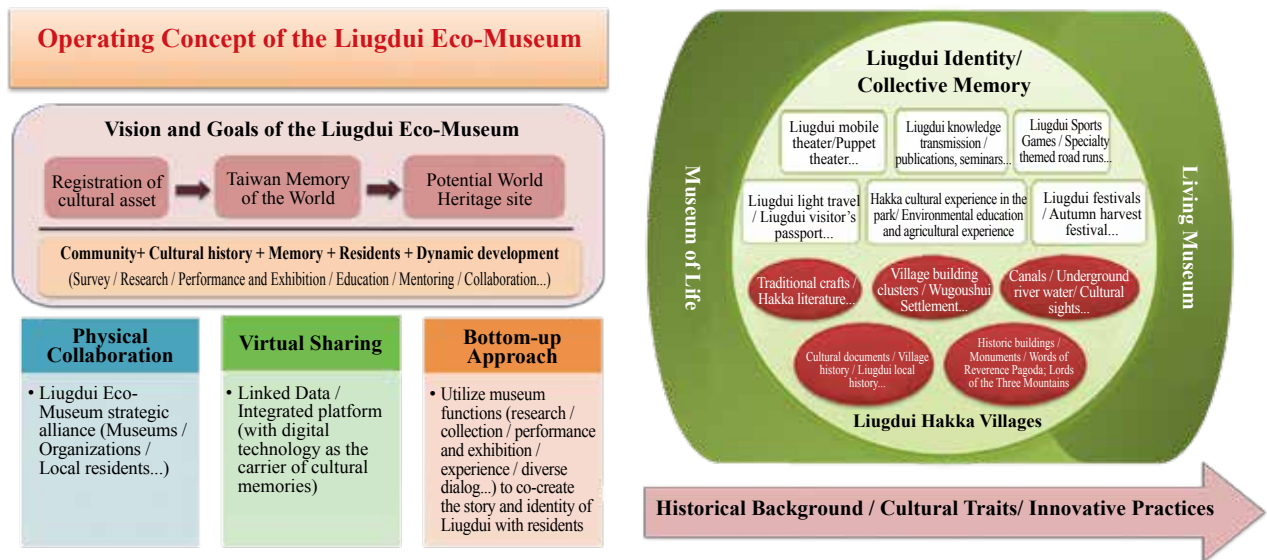 Operating Concept of the Liugdui Eco-Museum
Vision and Goals of the Liugdui Eco-Museum
Registration of
cultural asset
Taiwan Memory
of the World
Potential World
Heritage site
Community+ Cultural history + Memory + Residents + Dynamic development
(Survey / Research / Performance and Exhibition / Education / Mentoring / Collaboration...)
Physical
Collaboration
• Liugdui Eco-
Museum strategic
alliance (Museums /
Organizations /
Local residents...)
Virtual Sharing
• Linked Data /
Integrated platform
(with digital
technology as the
carrier of cultural
memories)
Bottom-up
Approach
• Utilize museum
functions (research /
collection / performance
and exhibition /
experience / diverse
dialog...) to co-create
the story and identity of
Liugdui with residents
Museum of Life
Liugdui Identity/
Collective Memory
Liugdui mobile
theater/Puppet
theater...
Liugdui knowledge
transmission /
publications, seminars...
Liugdui Sports
Games / Specialty
themed road runs...
Liugdui light travel
/ Liugdui visitor's
passport...
Hakka cultural experience in the
park/ Environmental education
and agricultural experience
Liugdui festivals
/ Autumn harvest
festival...
Traditional crafts /
Hakka literature...
Village building
clusters / Wugoushui
Settlement...
Canals / Underground
river water/ Cultural
sights...
Cultural documents / Village
history / Liugdui local
history...
Historic buildings /
Monuments / Words of
Reverence Pagoda; Lords
of the Three Mountains
Liugdui Hakka Villages
Living Museum
Historical Background / Cultural Traits/ Innovative Practices